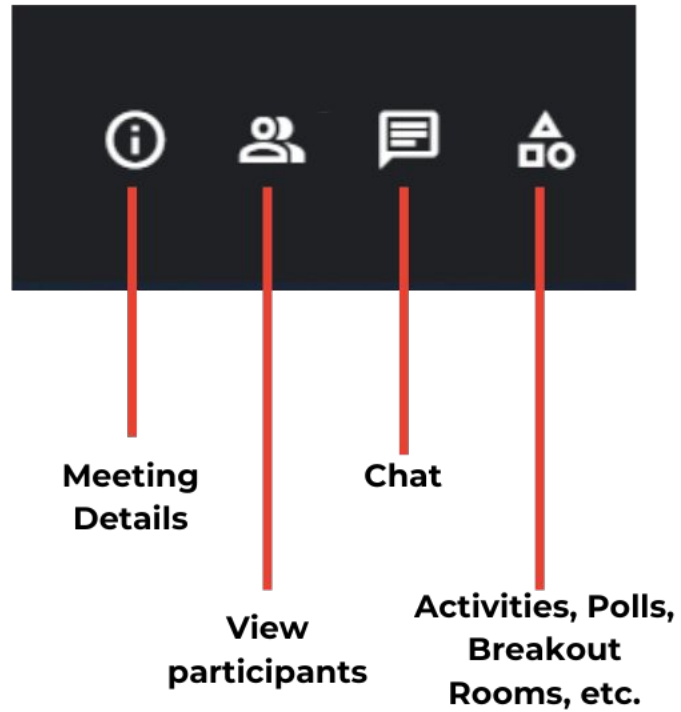 Meeting
Details
Chat
View
participants
Activities, Polls,
Breakout
Rooms, etc.